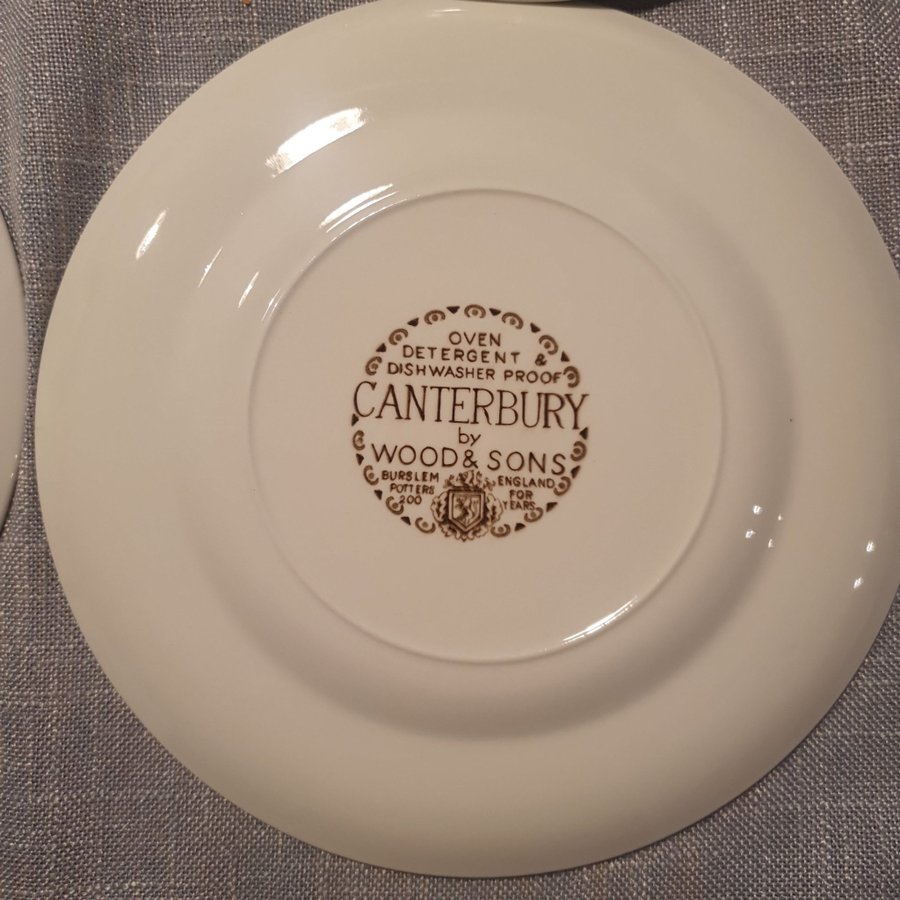 OVEN
DETERGENT &
DISHWASHER PROOF
CANTERBURY
by
WOOD & SONS
BURSLEM ENGLAND
POTTERS FOR
200 YEARS